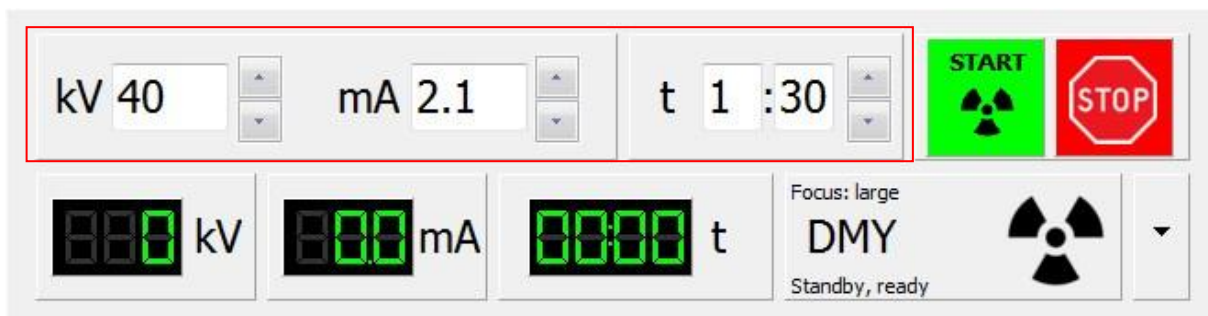 kV 40 mA 2.1 t 1 :30 START STOP
0 kV 0.0 mA 00:00 t Focus: large
DMY
Standby, ready